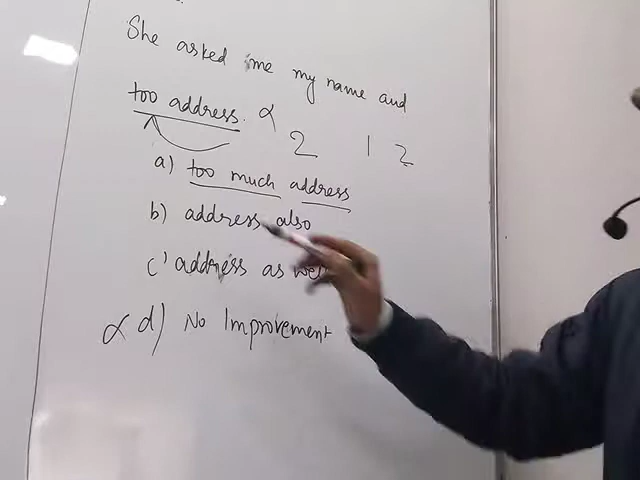 She asked me my name and
too address. α
2 1 2
a) too much address
b) address also
c) address as well
α d) No Improvement